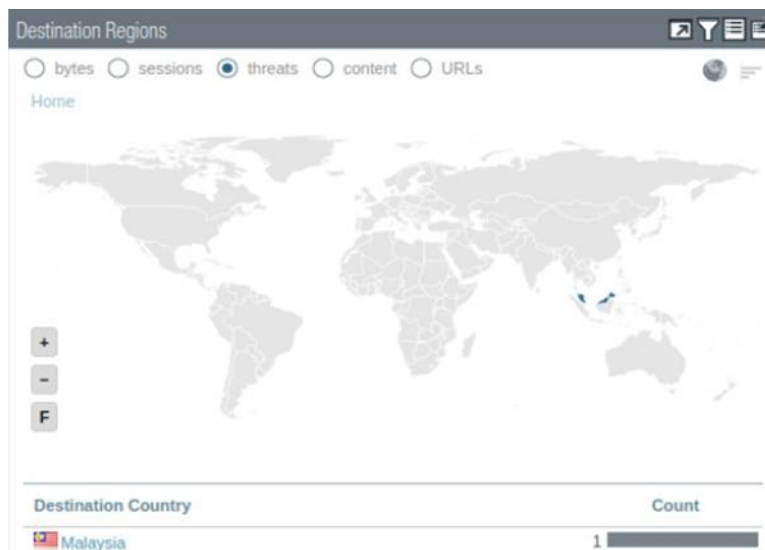 Destination Regions
bytes sessions threats content URLs
Home
+
−
F
Destination Country Count
Malaysia 1